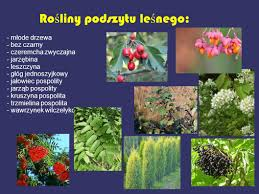 Rośliny podszytu leśnego:
- młode drzewa
- bez czarny
- czeremcha zwyczajna
- jarzębina
- leszczyna
- głóg jednoszyjkowy
- jałowiec pospolity
- jarząb pospolity
- kruszyna pospolita
- trzmielina pospolita
- wawrzynek wilczełyko